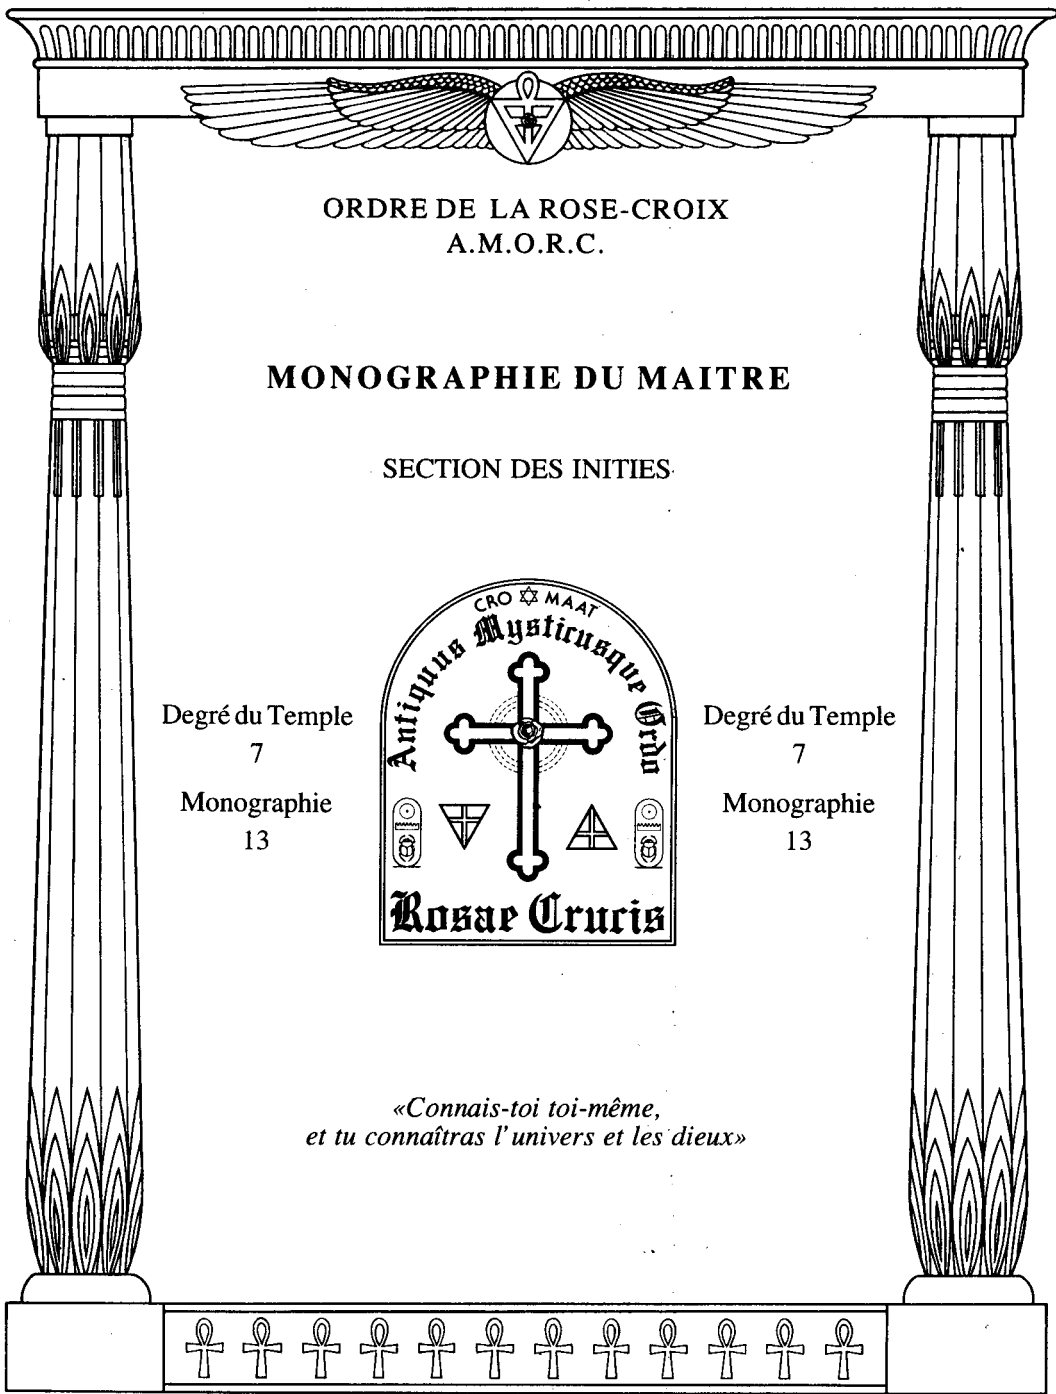 ORDRE DE LA ROSE-CROIX
A.M.O.R.C.
MONOGRAPHIE DU MAITRE
SECTION DES INITIES
CRO MAAT
Antiquus Mysticusque Ordo
Rosae Crucis
Degré du Temple
7
Monographie
13
Degré du Temple
7
Monographie
13
«Connais-toi toi-même,
et tu connaîtras l'univers et les dieux»